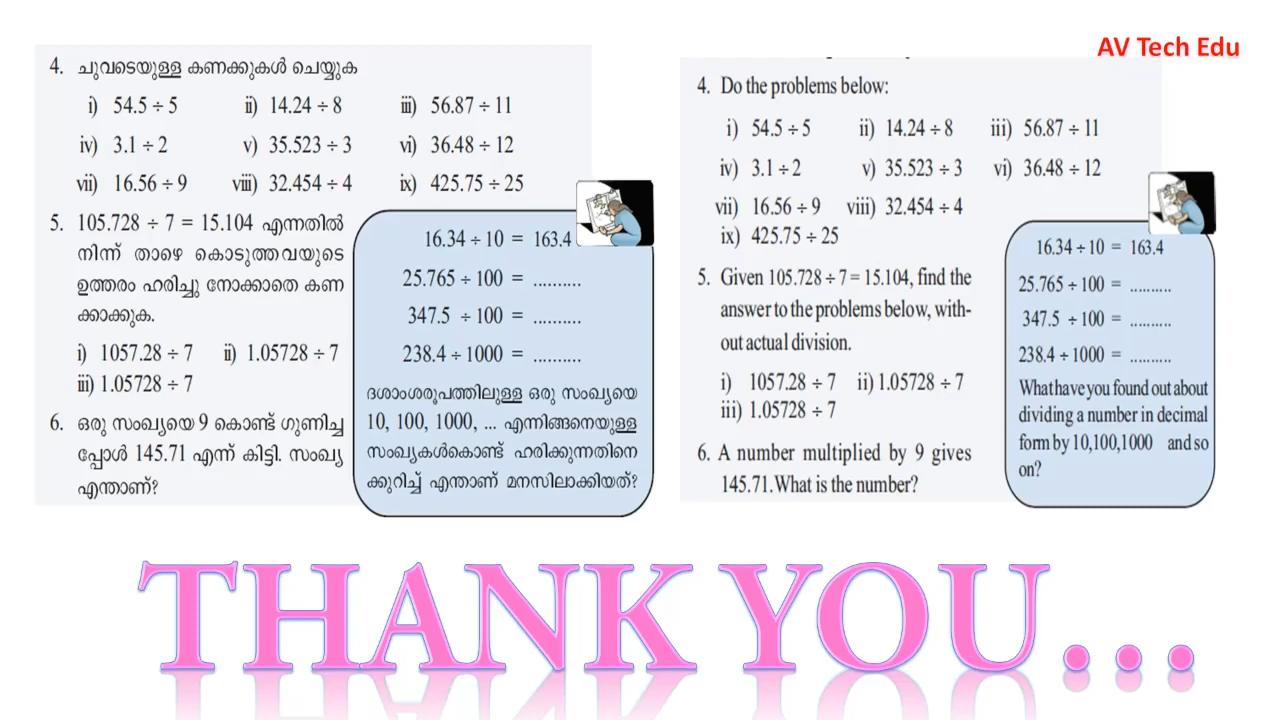 AV Tech Edu
4. ചുവടെയുള്ള കണക്കുകൾ ചെയ്യുക
i) 54.5 ÷ 5 ii) 14.24 ÷ 8 iii) 56.87 ÷ 11
iv) 3.1 ÷ 2 v) 35.523 ÷ 3 vi) 36.48 ÷ 12
vii) 16.56 ÷ 9 viii) 32.454 ÷ 4 ix) 425.75 ÷ 25
5. 105.728 ÷ 7 = 15.104 എന്നതിൽ
നിന്ന് താഴെ കൊടുത്തവയുടെ
ഉത്തരം ഹരിച്ചു നോക്കാതെ കണ
ക്കാക്കുക.
i) 1057.28 ÷ 7 ii) 1.05728 ÷ 7
iii) 1.05728 ÷ 7
6. ഒരു സംഖ്യയെ 9 കൊണ്ട് ഗുണിച്ച
പ്പോൾ 145.71 എന്ന് കിട്ടി. സംഖ്യ
എന്താണ്?
16.34 ÷ 10 = 163.4
25.765 ÷ 100 = ..........
347.5 ÷ 100 = ..........
238.4 ÷ 1000 = ..........
ദശാംശരൂപത്തിലുള്ള ഒരു സംഖ്യയെ
10, 100, 1000, ... എന്നിങ്ങനെയുള്ള
സംഖ്യകൾകൊണ്ട് ഹരിക്കുന്നതിനെ
ക്കുറിച്ച് എന്താണ് മനസിലാക്കിയത്?
4. Do the problems below:
i) 54.5 ÷ 5 ii) 14.24 ÷ 8 iii) 56.87 ÷ 11
iv) 3.1 ÷ 2 v) 35.523 ÷ 3 vi) 36.48 ÷ 12
vii) 16.56 ÷ 9 viii) 32.454 ÷ 4
ix) 425.75 ÷ 25
5. Given 105.728 ÷ 7 = 15.104, find the
answer to the problems below, with-
out actual division.
i) 1057.28 ÷ 7 ii) 1.05728 ÷ 7
iii) 1.05728 ÷ 7
6. A number multiplied by 9 gives
145.71. What is the number?
16.34 ÷ 10 = 163.4
25.765 ÷ 100 = ..........
347.5 ÷ 100 = ..........
238.4 ÷ 1000 = ..........
What have you found out about
dividing a number in decimal
form by 10,100,1000 and so
on?
THANK YOU...